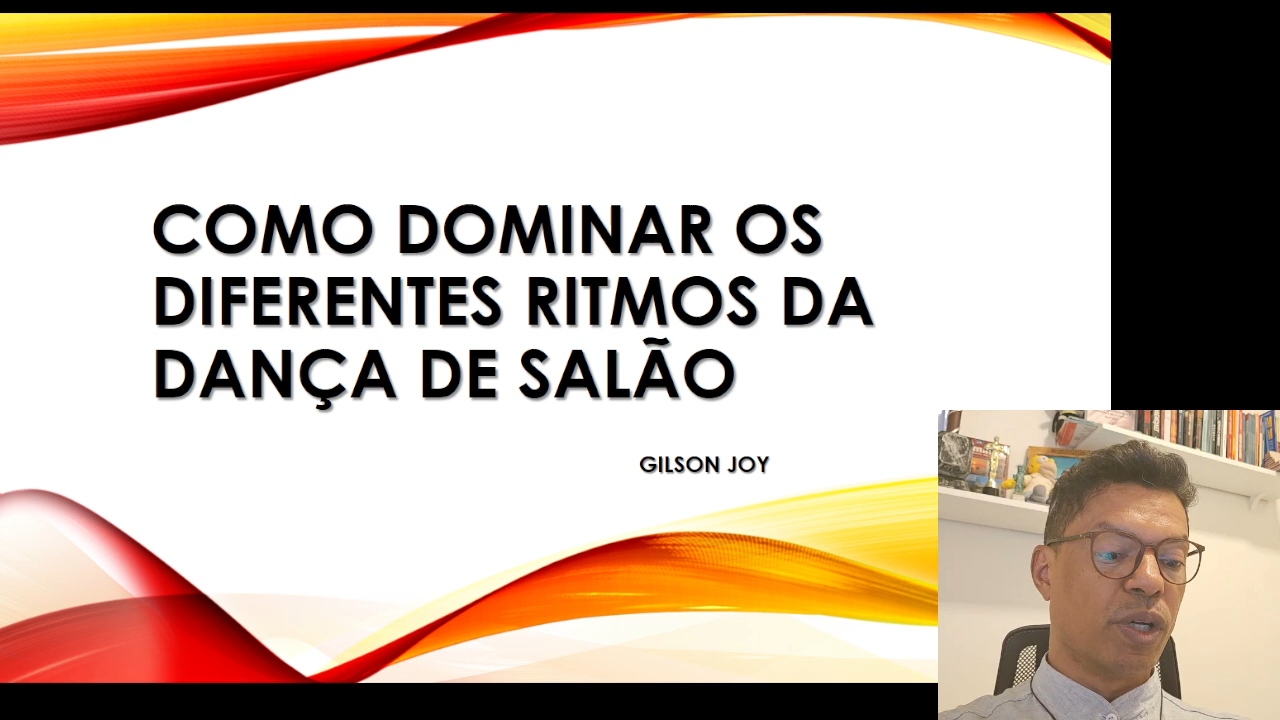 COMO DOMINAR OS
DIFERENTES RITMOS DA
DANÇA DE SALÃO
GILSON JOY